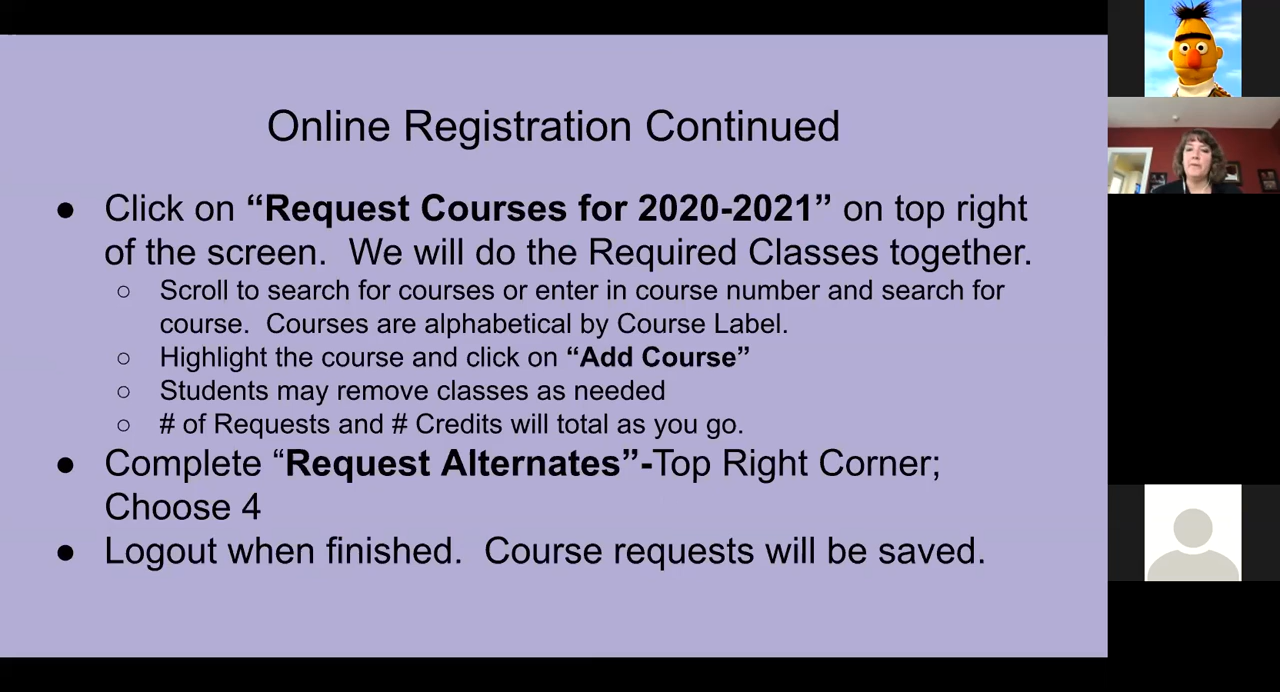 Online Registration Continued
● Click on “Request Courses for 2020-2021” on top right
of the screen.  We will do the Required Classes together.
○ Scroll to search for courses or enter in course number and search for
course.  Courses are alphabetical by Course Label.
○ Highlight the course and click on “Add Course”
○ Students may remove classes as needed
○ # of Requests and # Credits will total as you go.
● Complete “Request Alternates”-Top Right Corner;
Choose 4
● Logout when finished.  Course requests will be saved.